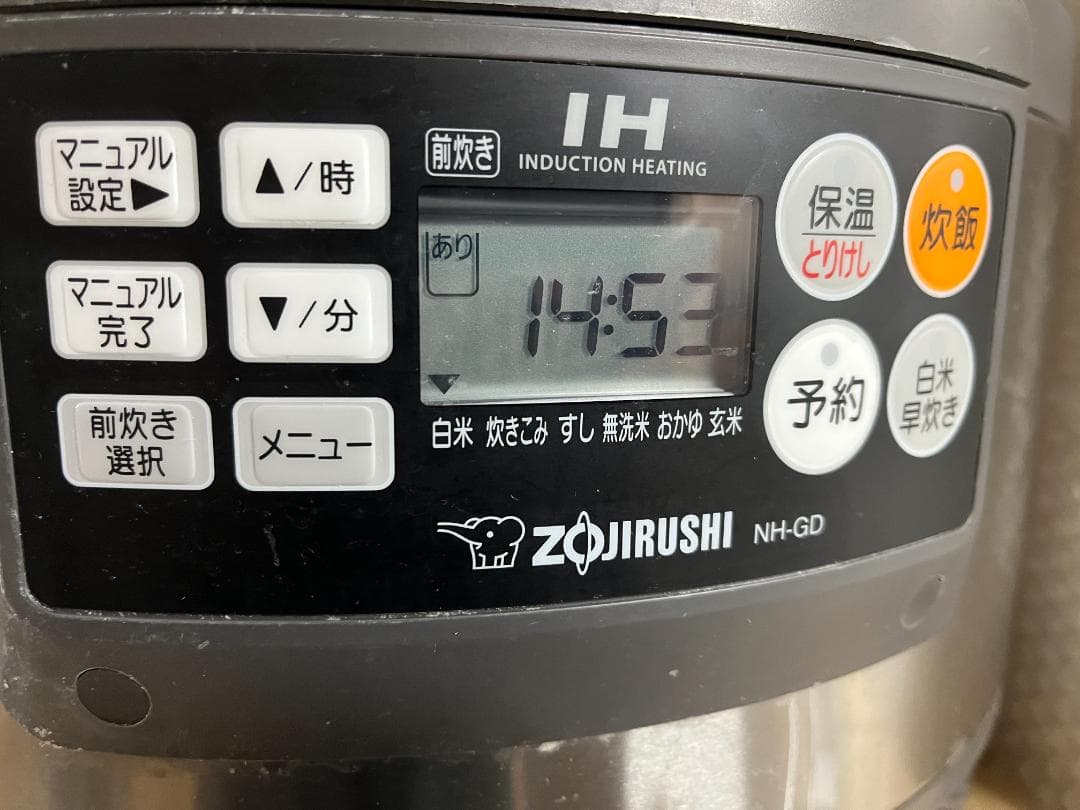 マニュアル
設定▶
▲/時
マニュアル
完了
▼/分
前炊き
選択
メニュー
前炊き
IH
INDUCTION HEATING
あり
14:53
白米 炊きこみ すし 無洗米 おかゆ 玄米
保温
とりけし
炊飯
予約
白米
早炊き
ZOJIRUSHI NH-GD